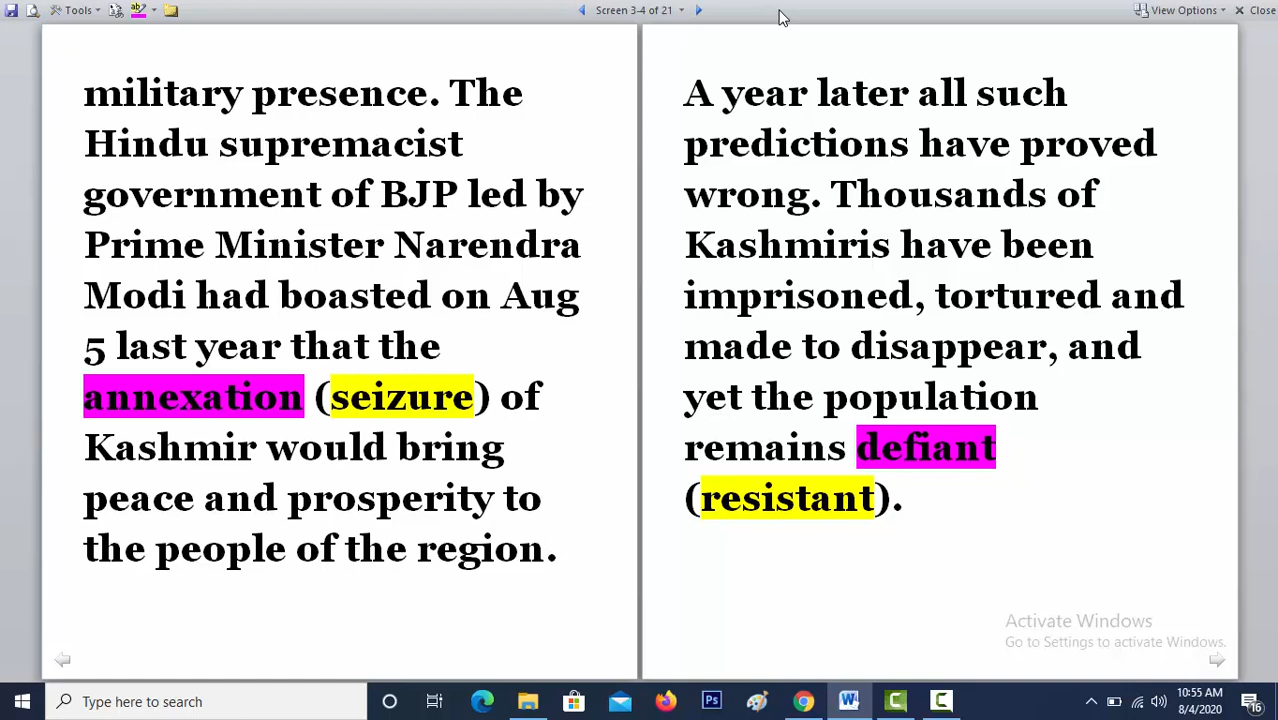 Tools
Screen 3-4 of 21
View Options
Close
military presence. The
Hindu supremacist
government of BJP led by
Prime Minister Narendra
Modi had boasted on Aug
5 last year that the
annexation (seizure) of
Kashmir would bring
peace and prosperity to
the people of the region.
A year later all such
predictions have proved
wrong. Thousands of
Kashmiris have been
imprisoned, tortured and
made to disappear, and
yet the population
remains defiant
(resistant).
Activate Windows
Go to Settings to activate Windows.
Type here to search
Ps
W
C
C
10:55 AM
8/4/2020
16